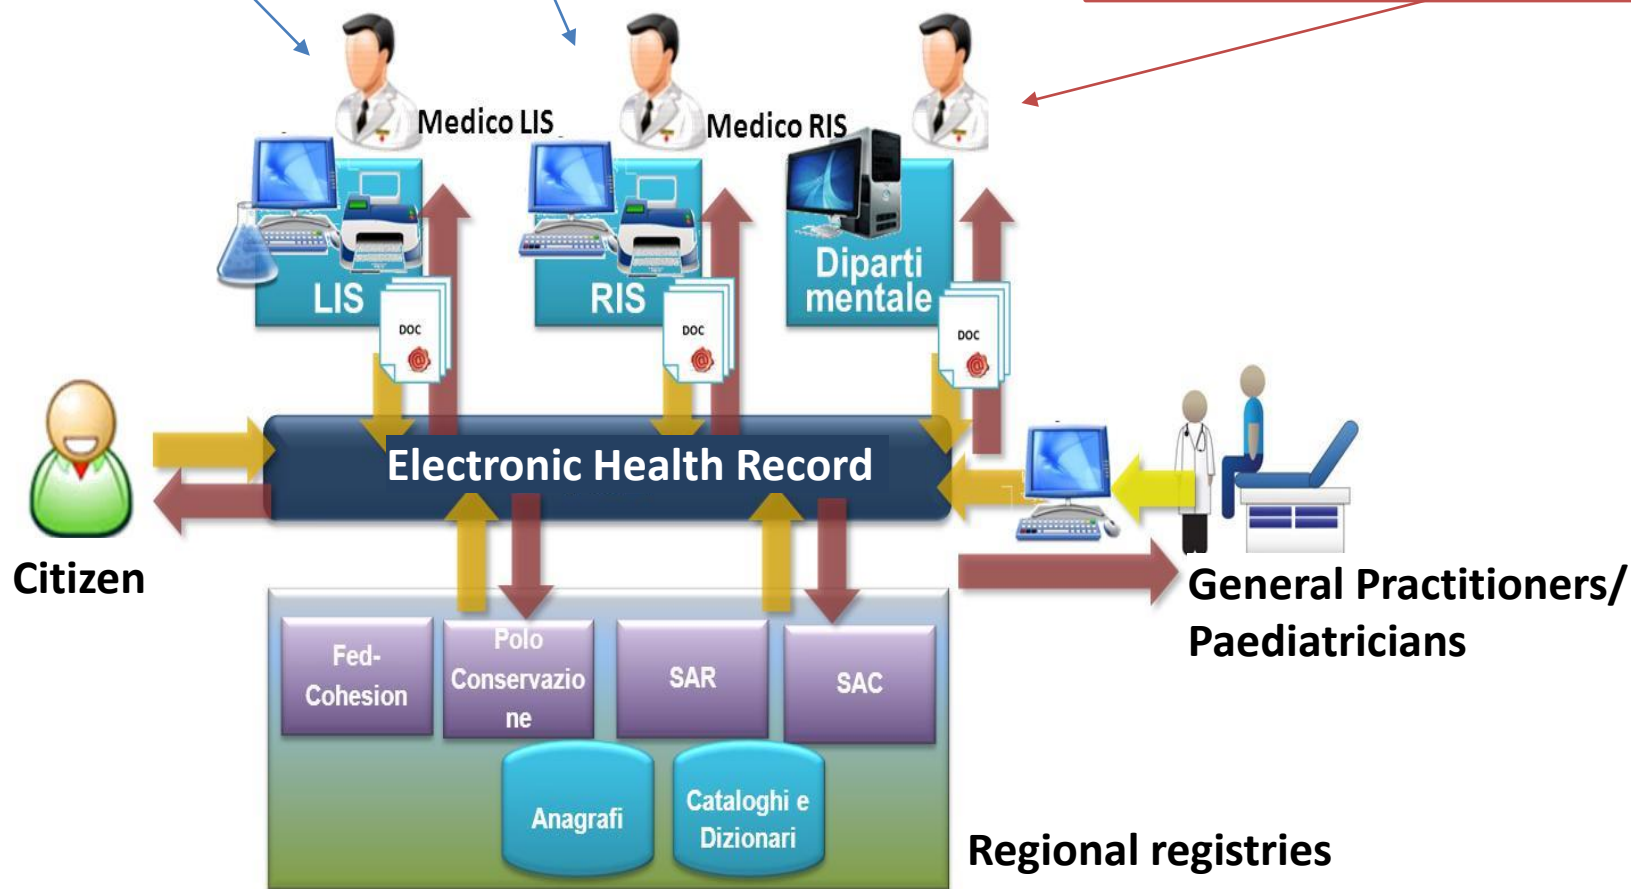 Medico LIS
Medico RIS
LIS
RIS
Diparti
mentale
DOC
DOC
DOC
Electronic Health Record
Citizen
General Practitioners/
Paediatricians
Fed-
Cohesion
Polo
Conservazio
ne
SAR
SAC
Anagrafi
Cataloghi e
Dizionari
Regional registries